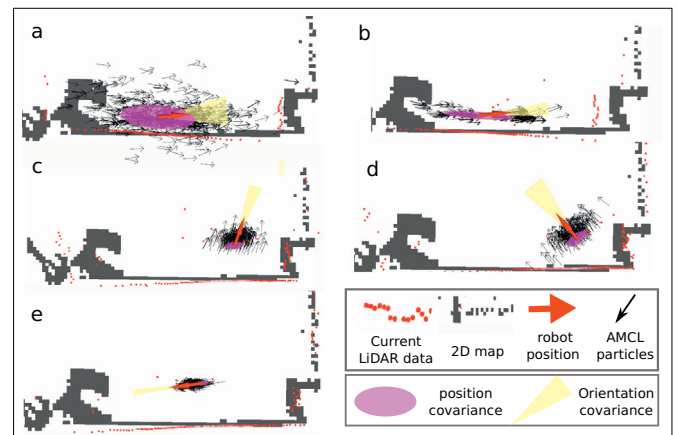 a
b
c
d
e
Current
LiDAR data
2D map
robot
position
AMCL
particles
position
covariance
Orientation
covariance